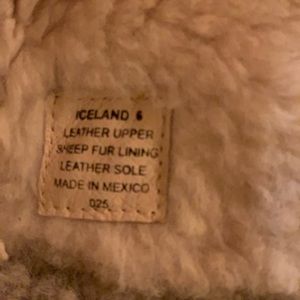 ICELAND 6
LEATHER UPPER
SHEEP FUR LINING
LEATHER SOLE
MADE IN MEXICO
025